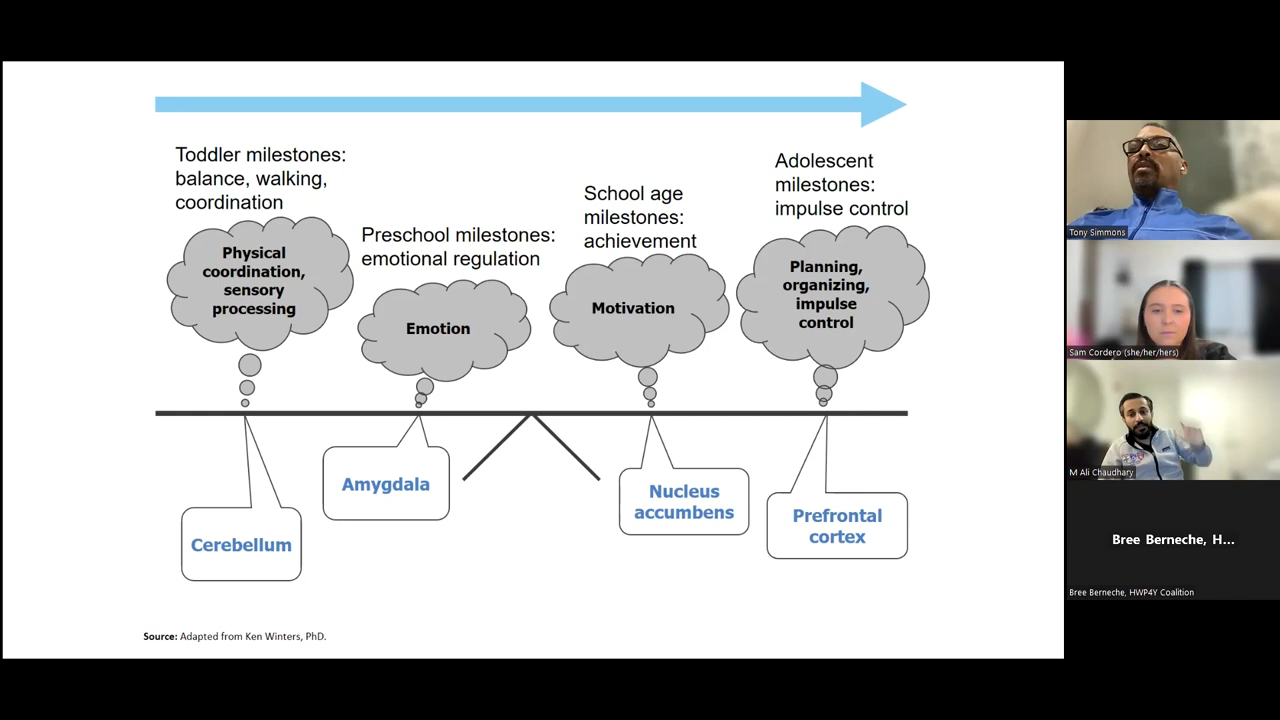 Toddler milestones:
balance, walking,
coordination
Physical
coordination,
sensory
processing
Preschool milestones:
emotional regulation
Emotion
School age
milestones:
achievement
Motivation
Adolescent
milestones:
impulse control
Planning,
organizing,
impulse
control
Cerebellum
Amygdala
Nucleus
accumbens
Prefrontal
cortex
Source: Adapted from Ken Winters, PhD.
Tony Simmons
Sam Cordero (she/her/hers)
M Ali Chaudhary
Bree Berneche, H...
Bree Berneche, HWP4Y Coalition